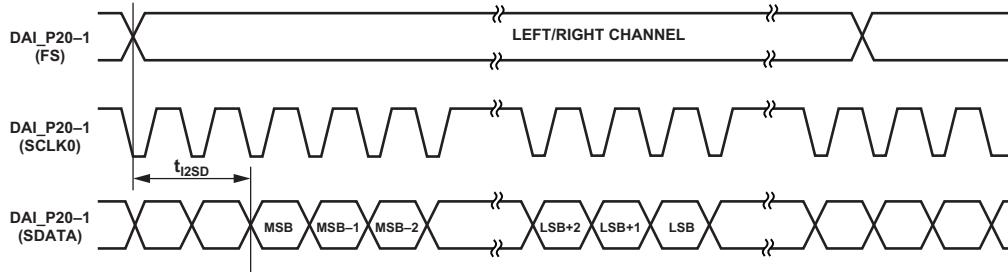 DAI_P20–1
(FS)
LEFT/RIGHT CHANNEL
DAI_P20–1
(SCLK0)
tI2SD
DAI_P20–1
(SDATA)
MSB
MSB–1
MSB–2
LSB+2
LSB+1
LSB